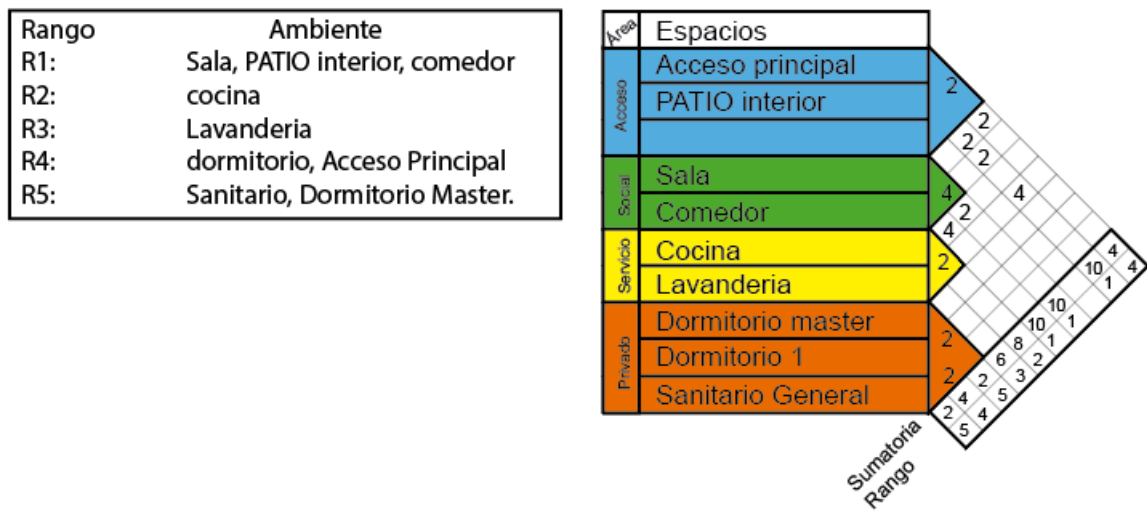 Rango Ambiente
R1: Sala, PATIO interior, comedor
R2: cocina
R3: Lavanderia
R4: dormitorio, Acceso Principal
R5: Sanitario, Dormitorio Master.
Área Espacios
Acceso
Acceso principal
PATIO interior
Social
Sala
Comedor
Servicio
Cocina
Lavanderia
Privado
Dormitorio master
Dormitorio 1
Sanitario General
2
2
2
2
4
4
2
4
2
2
2
Sumatoria
2 4 2 6 8 10 10 10 4
Rango
5 4 5 3 2 1 1 1 4